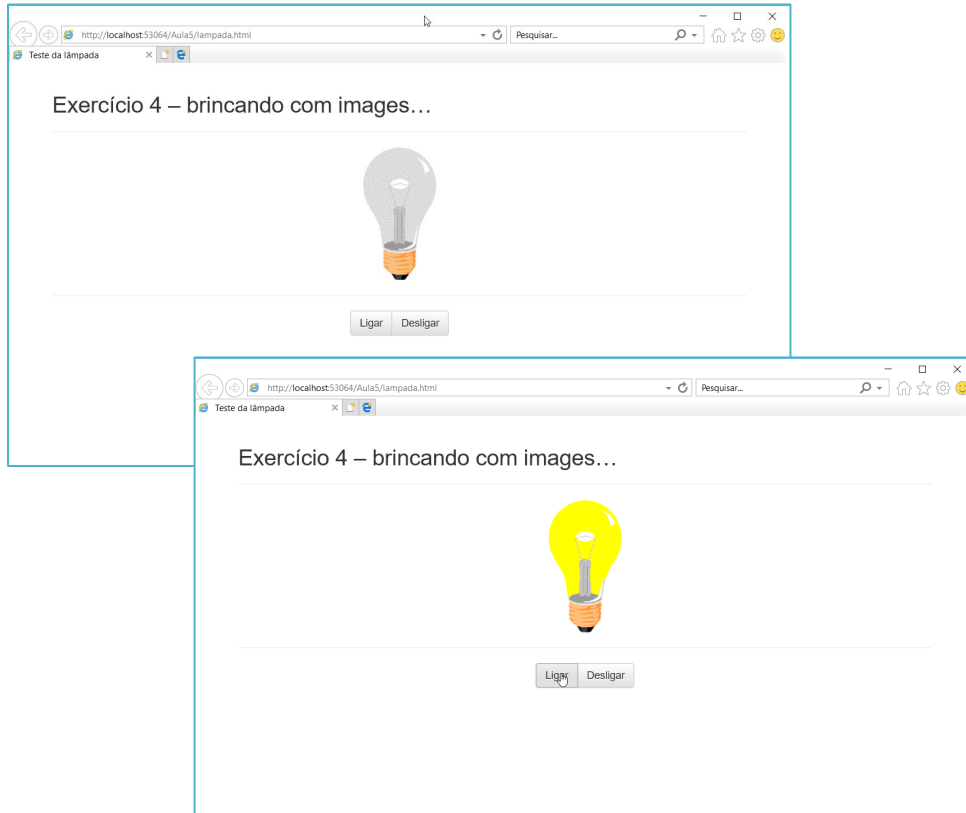 http://localhost:53064/Aula5/lampada.html
Pesquisar...
Teste da lâmpada
Exercício 4 – brincando com images…
Ligar
Desligar
http://localhost:53064/Aula5/lampada.html
Pesquisar...
Teste da lâmpada
Exercício 4 – brincando com images…
Ligar
Desligar